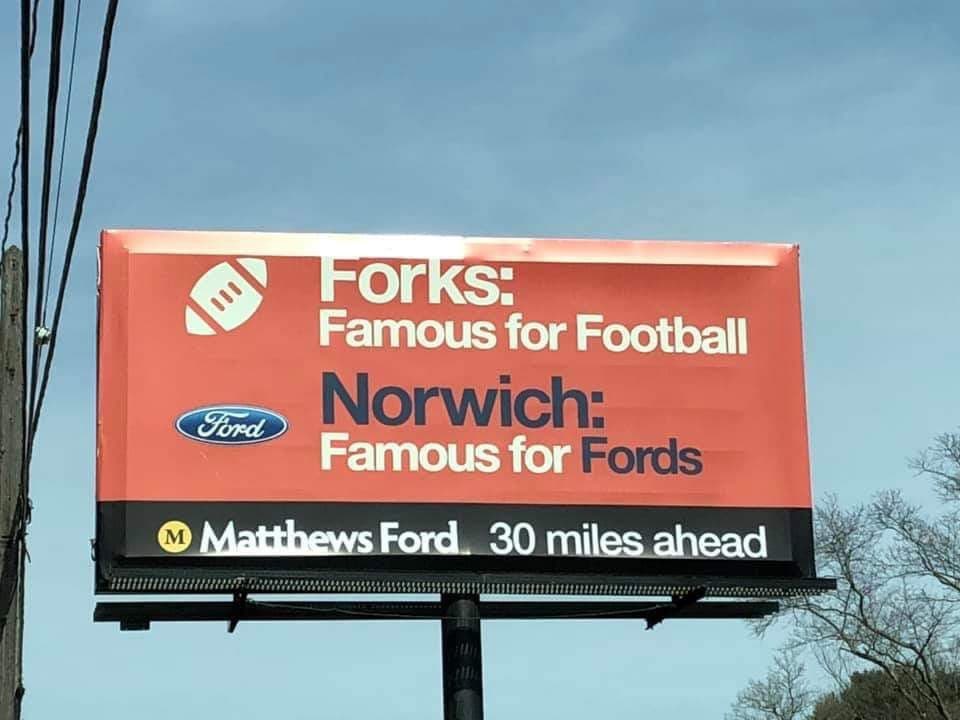 Forks:
Famous for Football
Ford
Norwich:
Famous for Fords
M Matthews Ford 30 miles ahead